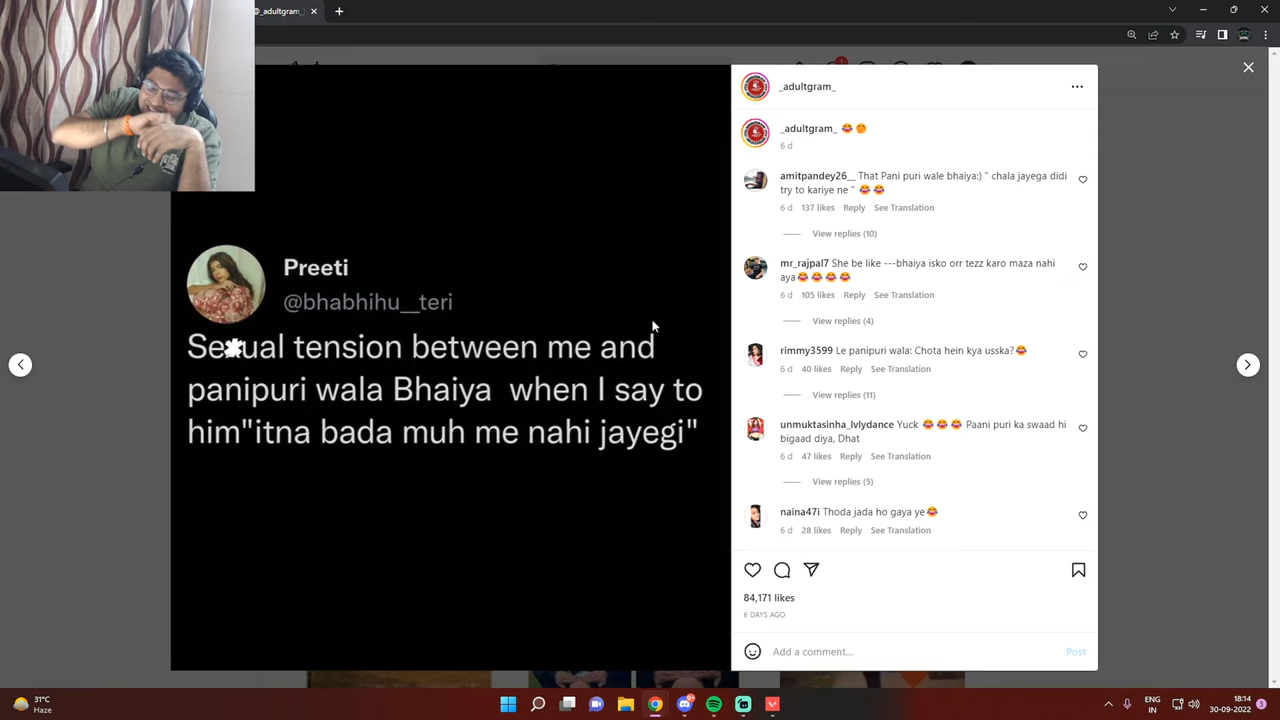 _adultgram_
_adultgram_
_adultgram_ 😂 🤭
6 d
amitpandey26__ That Pani puri wale bhaiya:) " chala jayega didi
try to kariye ne " 😂 😂
6 d 137 likes Reply See Translation
View replies (10)
mr_rajpal7 She be like ---bhaiya isko orr tezz karo maza nahi
aya😂😂😂😂
6 d 105 likes Reply See Translation
View replies (4)
rimmy3599 Le panipuri wala: Chota hein kya usska?😂
6 d 40 likes Reply See Translation
View replies (11)
unmuktasinha_lvlydance Yuck 😂 😂 😂 Paani puri ka swaad hi
bigaad diya, Dhat
6 d 47 likes Reply See Translation
View replies (5)
naina47i Thoda jada ho gaya ye😂
6 d 28 likes Reply See Translation
84,171 likes
6 DAYS AGO
Add a comment...
Post
Preeti
@bhabhihu__teri
Se*ual tension between me and
panipuri wala Bhaiya when I say to
him"itna bada muh me nahi jayegi"
31°C
Haze
ENG
IN
18:14
30-09-2022